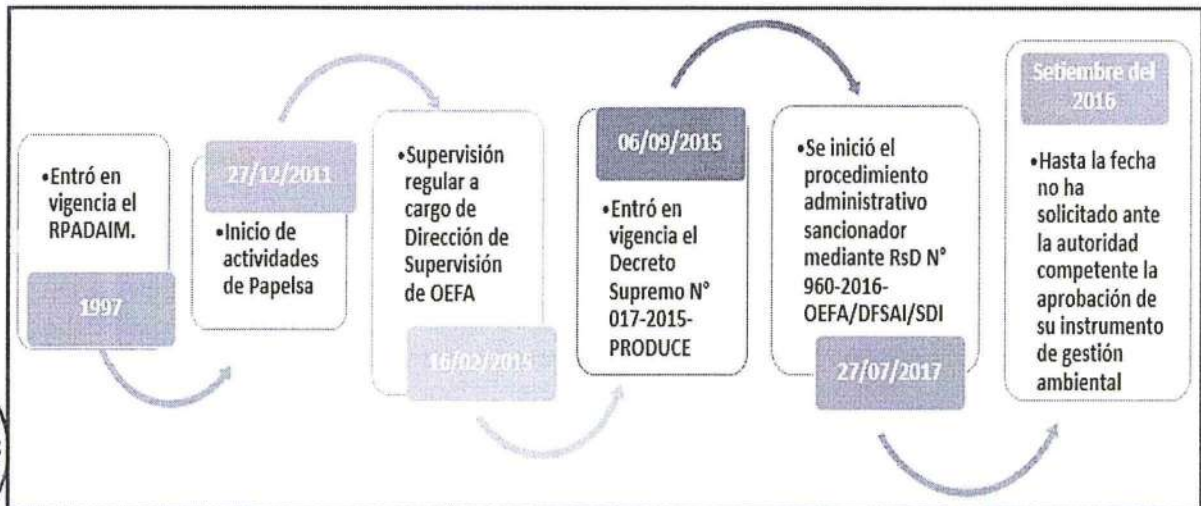 •Entró en
vigencia el
RPADAIM.
1997
27/12/2011
•Inicio de
actividades
de Papelsa
•Supervisión
regular a
cargo de
Dirección de
Supervisión
de OEFA
16/02/2015
06/09/2015
•Entró en
vigencia el
Decreto
Supremo N°
017-2015-
PRODUCE
•Se inició el
procedimiento
administrativo
sancionador
mediante RsD N°
960-2016-
OEFA/DFSAI/SDI
27/07/2017
Setiembre del
2016
•Hasta la fecha
no ha
solicitado ante
la autoridad
competente la
aprobación de
su instrumento
de gestión
ambiental